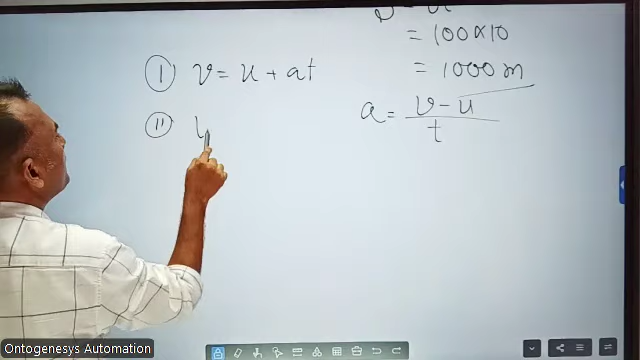 = 100 x 10
= 1000 m
(1) v = u + at
a = v - u
t
(11)
Ontogenesys Automation